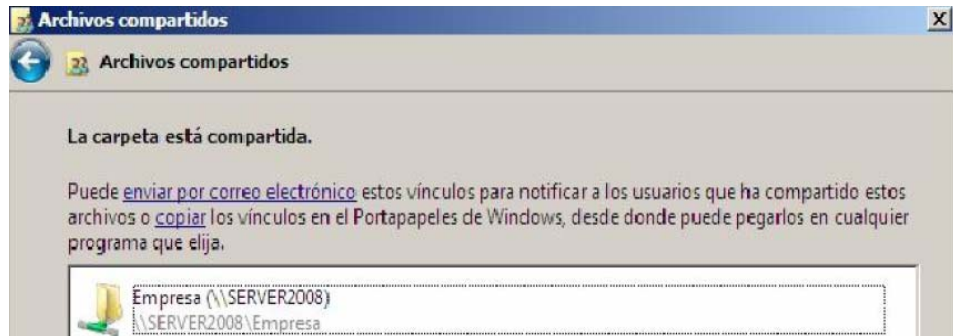 Archivos compartidos
Archivos compartidos
La carpeta está compartida.
Puede enviar por correo electrónico estos vínculos para notificar a los usuarios que ha compartido estos
archivos o copiar los vínculos en el Portapapeles de Windows, desde donde puede pegarlos en cualquier
programa que elija.
Empresa (\\SERVER2008)
\\SERVER2008\Empresa